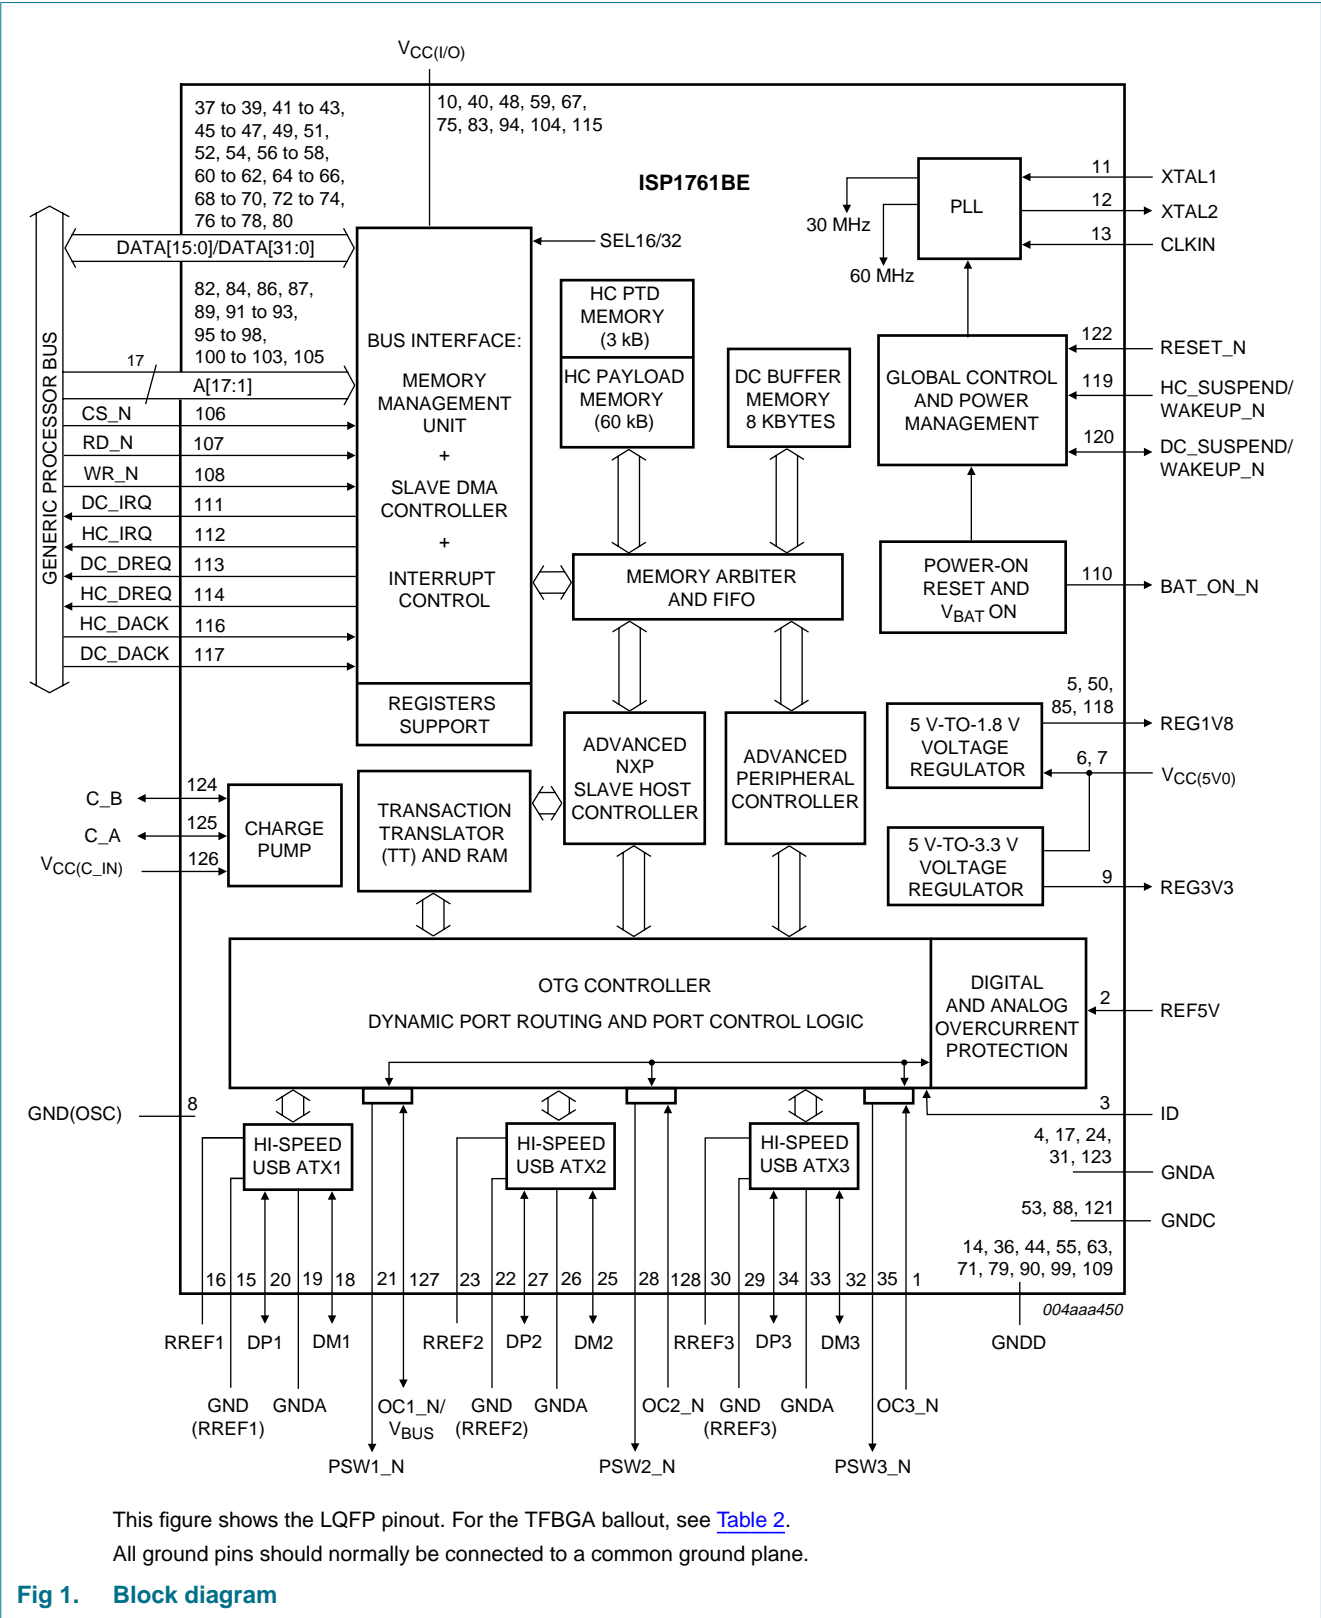 VCC(I/O)
37 to 39, 41 to 43,
45 to 47, 49, 51,
52, 54, 56 to 58,
60 to 62, 64 to 66,
68 to 70, 72 to 74,
76 to 78, 80
10, 40, 48, 59, 67,
75, 83, 94, 104, 115
ISP1761BE
DATA[15:0]/DATA[31:0]
SEL16/32
PLL
30 MHz
60 MHz
11
XTAL1
12
XTAL2
13
CLKIN
82, 84, 86, 87,
89, 91 to 93,
95 to 98,
100 to 103, 105
17
A[17:1]
GENERIC PROCESSOR BUS
CS_N 106
RD_N 107
WR_N 108
DC_IRQ 111
HC_IRQ 112
DC_DREQ 113
HC_DREQ 114
HC_DACK 116
DC_DACK 117
BUS INTERFACE:
MEMORY
MANAGEMENT
UNIT
+
SLAVE DMA
CONTROLLER
+
INTERRUPT
CONTROL
REGISTERS
SUPPORT
HC PTD
MEMORY
(3 kB)
HC PAYLOAD
MEMORY
(60 kB)
DC BUFFER
MEMORY
8 KBYTES
GLOBAL CONTROL
AND POWER
MANAGEMENT
122
RESET_N
119
HC_SUSPEND/
WAKEUP_N
120
DC_SUSPEND/
WAKEUP_N
MEMORY ARBITER
AND FIFO
POWER-ON
RESET AND
VBAT ON
110
BAT_ON_N
5, 50,
85, 118
REG1V8
5 V-TO-1.8 V
VOLTAGE
REGULATOR
6, 7
VCC(5V0)
5 V-TO-3.3 V
VOLTAGE
REGULATOR
9
REG3V3
ADVANCED
NXP
SLAVE HOST
CONTROLLER
ADVANCED
PERIPHERAL
CONTROLLER
C_B
124
C_A
125
VCC(C_IN)
126
CHARGE
PUMP
TRANSACTION
TRANSLATOR
(TT) AND RAM
OTG CONTROLLER
DYNAMIC PORT ROUTING AND PORT CONTROL LOGIC
DIGITAL
AND ANALOG
OVERCURRENT
PROTECTION
2
REF5V
GND(OSC)
8
3
ID
HI-SPEED
USB ATX1
HI-SPEED
USB ATX2
HI-SPEED
USB ATX3
4, 17, 24,
31, 123
GNDA
53, 88, 121
GNDC
14, 36, 44, 55, 63,
71, 79, 90, 99, 109
GNDD
16 15 20 19 18 21 127 23 22 27 26 25 28 128 30 29 34 33 32 35 1
004aaa450
RREF1 DP1 DM1 RREF2 DP2 DM2 RREF3 DP3 DM3
GND
(RREF1)
GNDA
OC1_N/
VBUS
GND
(RREF2)
GNDA
OC2_N
GND
(RREF3)
GNDA
OC3_N
PSW1_N
PSW2_N
PSW3_N
This figure shows the LQFP pinout. For the TFBGA ballout, see Table 2.
All ground pins should normally be connected to a common ground plane.
Fig 1. Block diagram